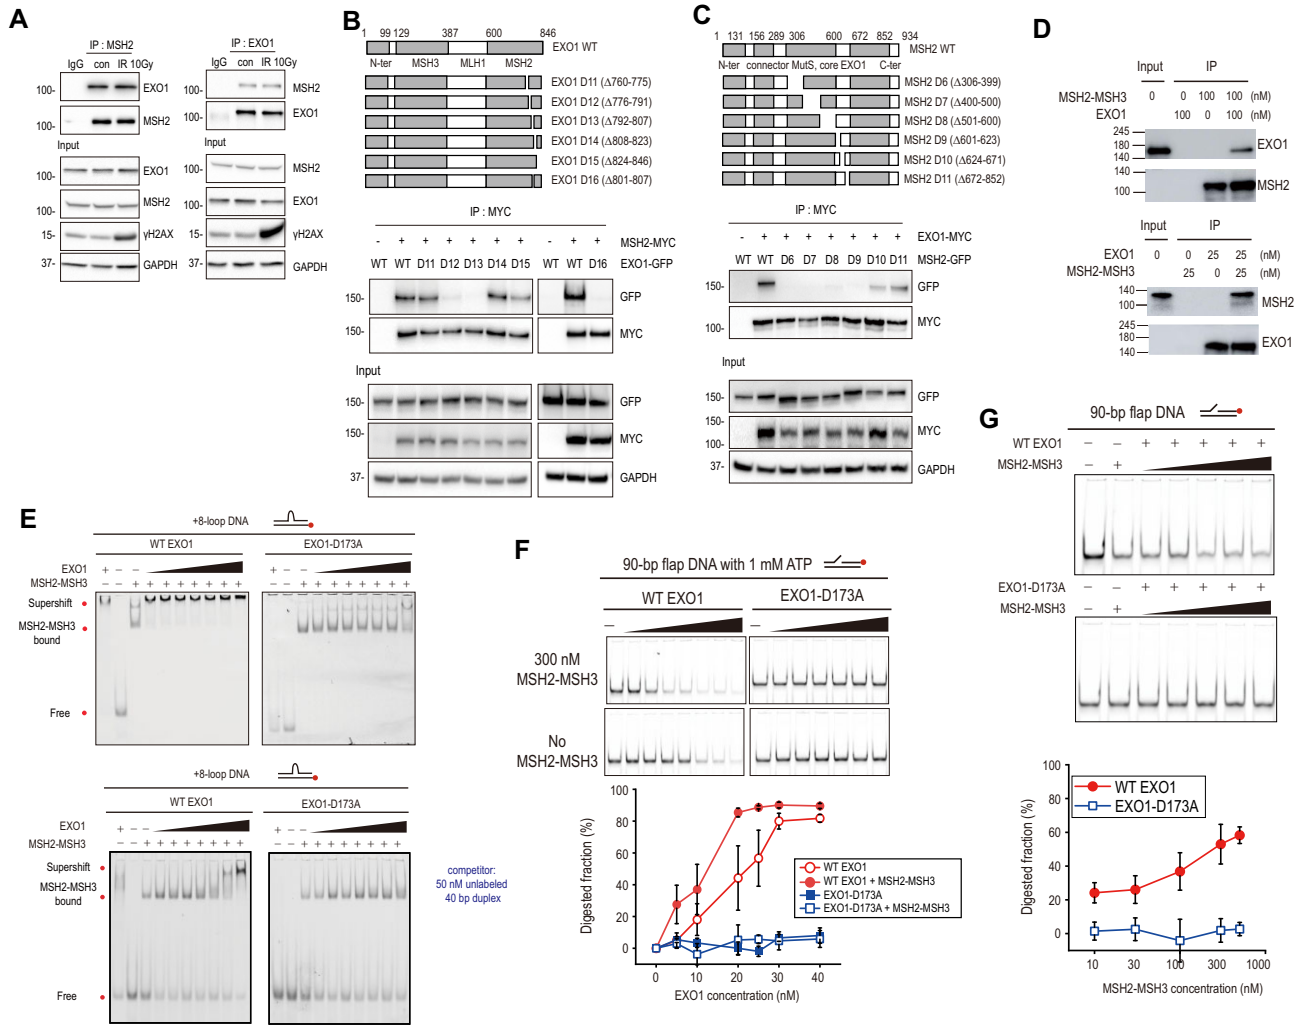 A
IP : MSH2
IgG con IR 10Gy
100- EXO1
100- MSH2
Input
100- EXO1
100- MSH2
15- γH2AX
37- GAPDH
IP : EXO1
IgG con IR 10Gy
100- MSH2
100- EXO1
Input
100- MSH2
100- EXO1
15- γH2AX
37- GAPDH
B
1 99 129 387 600 846
EXO1 WT
N-ter MSH3 MLH1 MSH2
EXO1 D11 (Δ760-775)
EXO1 D12 (Δ776-791)
EXO1 D13 (Δ792-807)
EXO1 D14 (Δ808-823)
EXO1 D15 (Δ824-846)
EXO1 D16 (Δ801-807)
IP : MYC
- + + + + + + - + + MSH2-MYC
WT WT D11 D12 D13 D14 D15 WT WT D16 EXO1-GFP
150- GFP
150- MYC
Input
150- GFP
150- MYC
37- GAPDH
C
1 131 156 289 306 600 672 852 934
MSH2 WT
N-ter connector MutS, core EXO1 C-ter
MSH2 D6 (Δ306-399)
MSH2 D7 (Δ400-500)
MSH2 D8 (Δ501-600)
MSH2 D9 (Δ601-623)
MSH2 D10 (Δ624-671)
MSH2 D11 (Δ672-852)
IP : MYC
- + + + + + + + EXO1-MYC
WT WT D6 D7 D8 D9 D10 D11 MSH2-GFP
150- GFP
100- MYC
Input
150- GFP
150-
100- MYC
37- GAPDH
D
Input IP
MSH2-MSH3 0 0 100 100 (nM)
EXO1 100 0 100 (nM)
245
180
140
EXO1
140
100
MSH2
Input IP
EXO1 0 0 25 25 (nM)
MSH2-MSH3 25 0 25 (nM)
140
100
MSH2
245
180
140
EXO1
E
+8-loop DNA
WT EXO1 EXO1-D173A
EXO1 + − − + − −
MSH2-MSH3 − − + + + + + + + − − + + + + + + +
Supershift
MSH2-MSH3
bound
Free
+8-loop DNA
WT EXO1 EXO1-D173A
EXO1 + − − + − −
MSH2-MSH3 − − + + + + + + + + − − + + + + + + +
Supershift
MSH2-MSH3
bound
Free
competitor:
50 nM unlabeled
40 bp duplex
F
90-bp flap DNA with 1 mM ATP
WT EXO1 EXO1-D173A
− −
300 nM
MSH2-MSH3
No
MSH2-MSH3
Digested fraction (%)
100
80
60
40
20
0
0 10 20 30 40
EXO1 concentration (nM)
WT EXO1
WT EXO1 + MSH2-MSH3
EXO1-D173A
EXO1-D173A + MSH2-MSH3
G
90-bp flap DNA
WT EXO1 − − + + + + +
MSH2-MSH3 − +
EXO1-D173A − − + + + + +
MSH2-MSH3 − +
Digested fraction (%)
100
80
60
40
20
0
WT EXO1
EXO1-D173A
10 30 100 300 1000
MSH2-MSH3 concentration (nM)